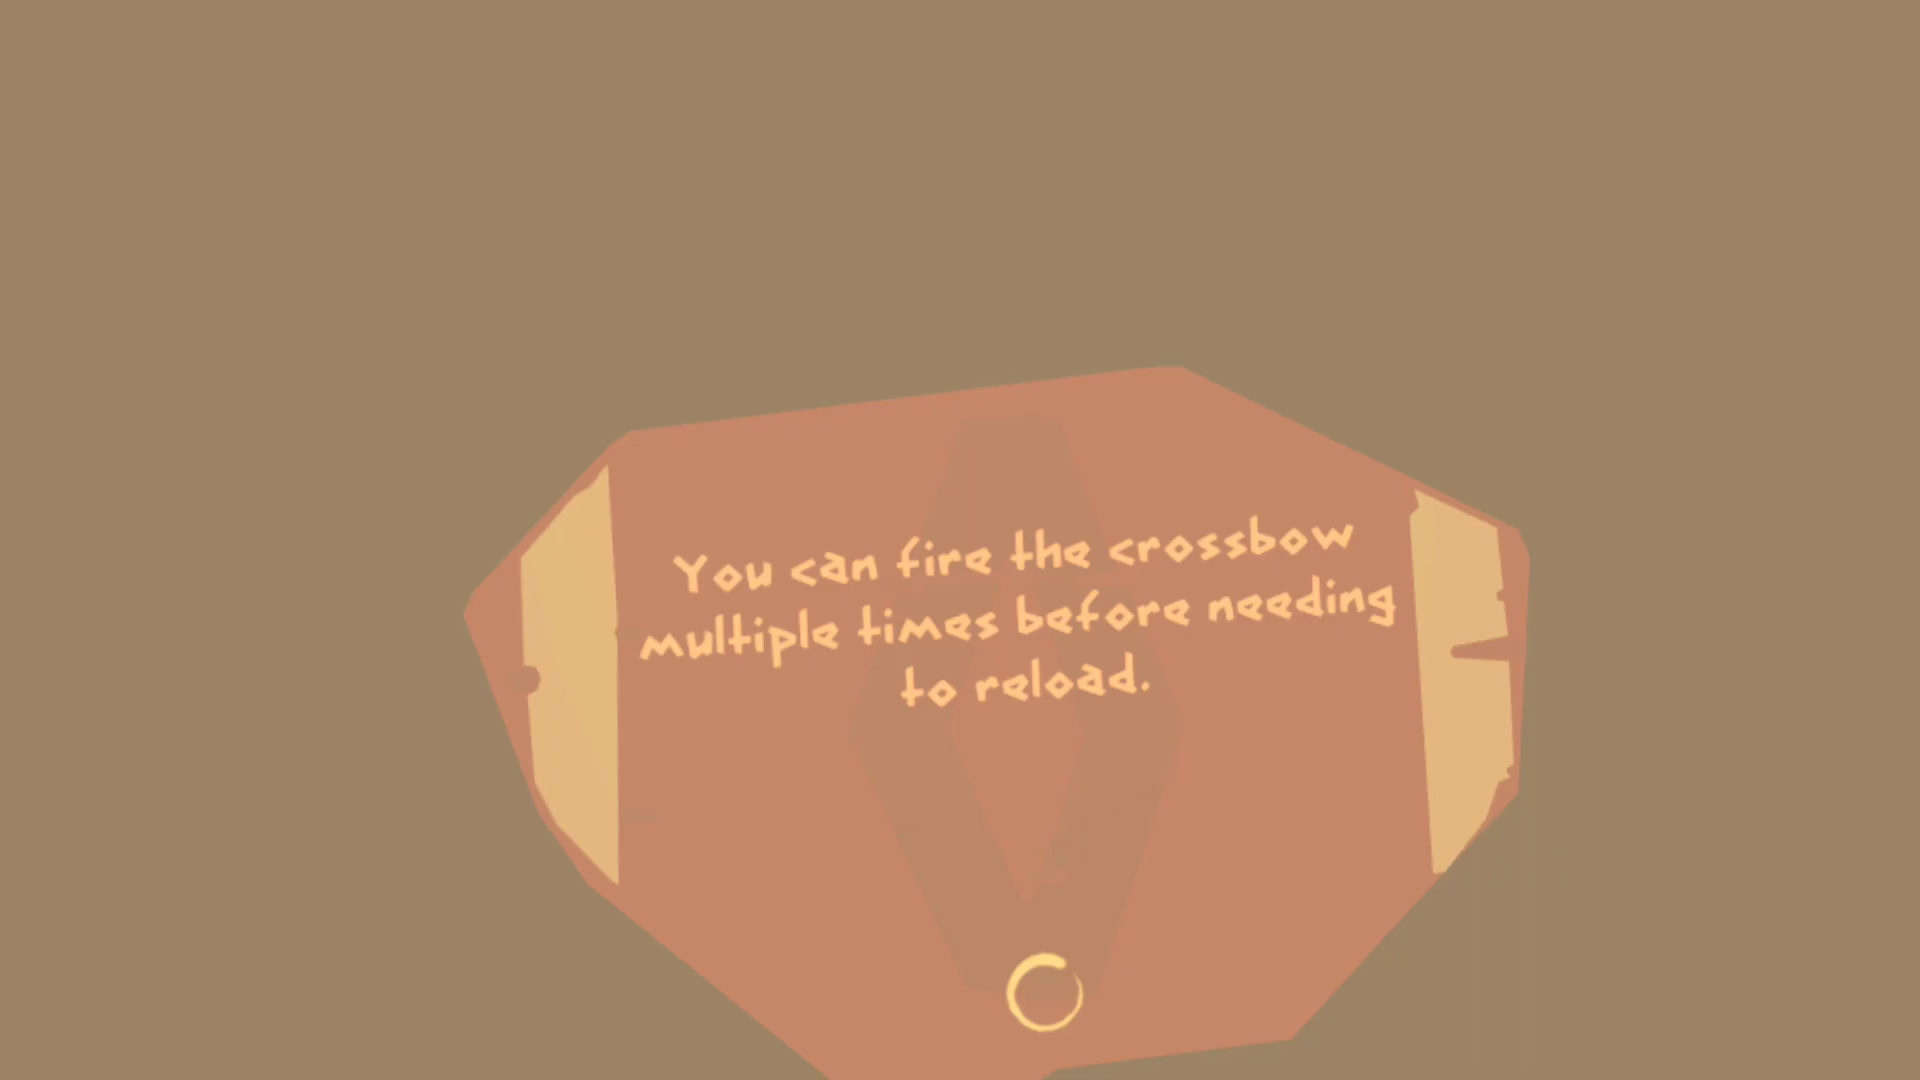 You can fire the crossbow
multiple times before needing
to reload.